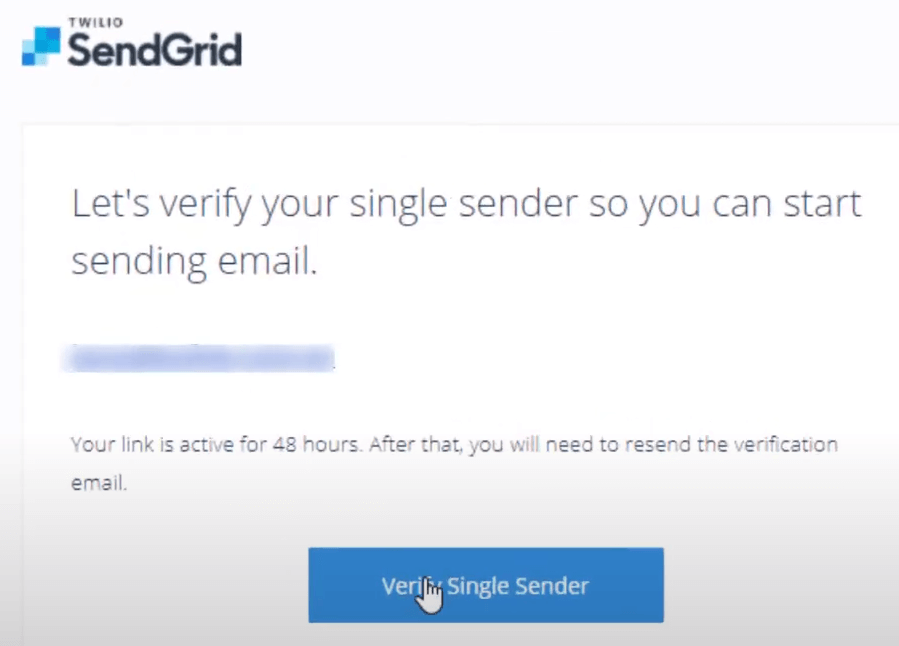 TWILIO
SendGrid
Let's verify your single sender so you can start
sending email.
Your link is active for 48 hours. After that, you will need to resend the verification
email.
Verify Single Sender